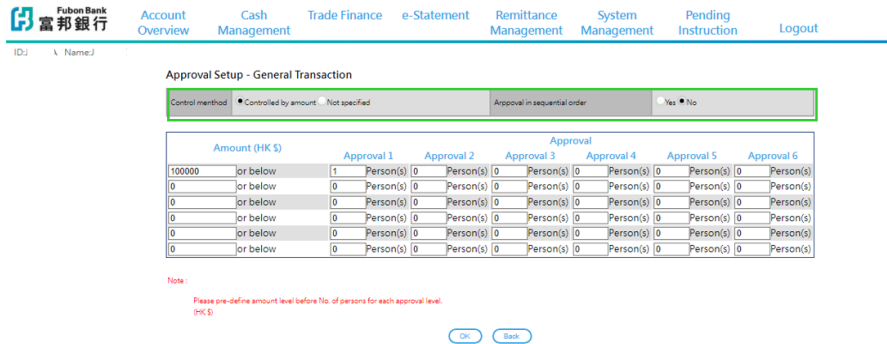 Fubon Bank
富邦銀行
Account Overview
Cash Management
Trade Finance
e-Statement
Remittance Management
System Management
Pending Instruction
Logout
ID:J
Name:J
Approval Setup - General Transaction
Control menthod Controlled by amount Not specified Arppoval in sequential order Yes No
Amount (HK $) Approval
Approval 1 Approval 2 Approval 3 Approval 4 Approval 5 Approval 6
100000 or below 1 Person(s) 0 Person(s) 0 Person(s) 0 Person(s) 0 Person(s) 0 Person(s)
0 or below 0 Person(s) 0 Person(s) 0 Person(s) 0 Person(s) 0 Person(s) 0 Person(s)
0 or below 0 Person(s) 0 Person(s) 0 Person(s) 0 Person(s) 0 Person(s) 0 Person(s)
0 or below 0 Person(s) 0 Person(s) 0 Person(s) 0 Person(s) 0 Person(s) 0 Person(s)
0 or below 0 Person(s) 0 Person(s) 0 Person(s) 0 Person(s) 0 Person(s) 0 Person(s)
0 or below 0 Person(s) 0 Person(s) 0 Person(s) 0 Person(s) 0 Person(s) 0 Person(s)
Note :
Please pre-define amount level before No. of persons for each approval level.
(HK $)
OK Back